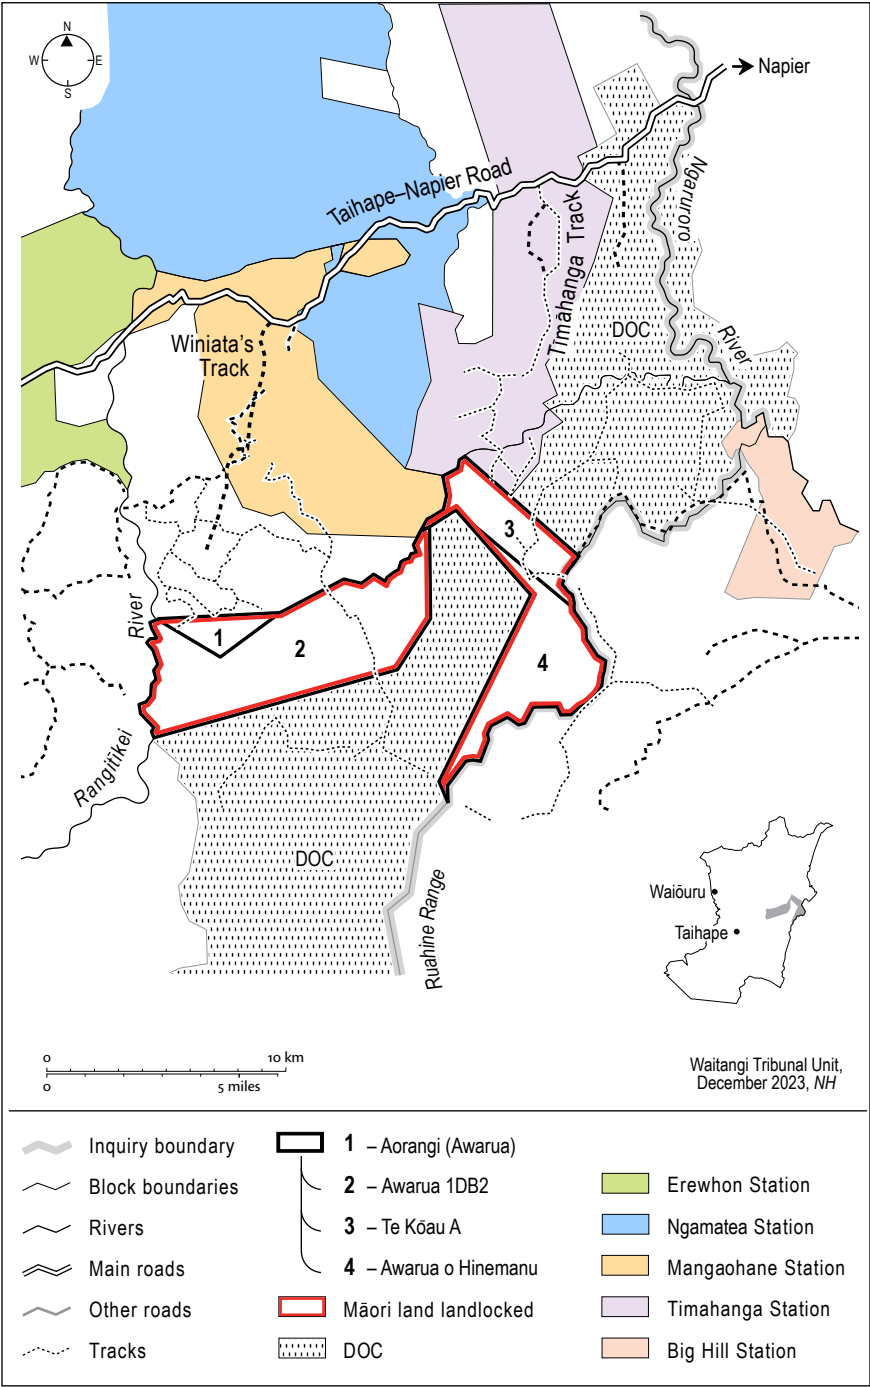 N
W
E
S
Napier
Taihape–Napier Road
Ngaruroro
River
Timahanga Track
DOC
Winiata's
Track
3
1
2
4
River
Rangitikei
DOC
Ruahine Range
Waiōuru
Taihape
0
10 km
0
5 miles
Waitangi Tribunal Unit,
December 2023, NH
Inquiry boundary
Block boundaries
Rivers
Main roads
Other roads
Tracks
1 – Aorangi (Awarua)
2 – Awarua 1DB2
3 – Te Kōau A
4 – Awarua o Hinemanu
Māori land landlocked
DOC
Erewhon Station
Ngamatea Station
Mangaohane Station
Timahanga Station
Big Hill Station